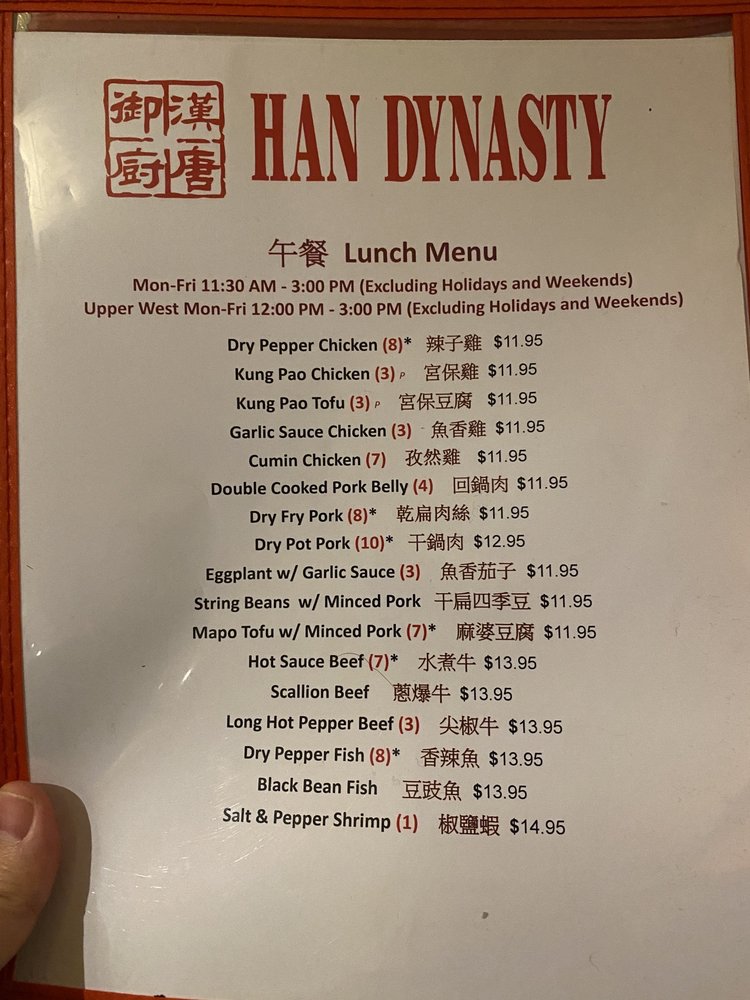 御漢
廚唐
HAN DYNASTY
午餐 Lunch Menu
Mon-Fri 11:30 AM - 3:00 PM (Excluding Holidays and Weekends)
Upper West Mon-Fri 12:00 PM - 3:00 PM (Excluding Holidays and Weekends)
Dry Pepper Chicken (8)* 辣子雞 $11.95
Kung Pao Chicken (3) P 宮保雞 $11.95
Kung Pao Tofu (3) P 宮保豆腐 $11.95
Garlic Sauce Chicken (3) 魚香雞 $11.95
Cumin Chicken (7) 孜然雞 $11.95
Double Cooked Pork Belly (4) 回鍋肉 $11.95
Dry Fry Pork (8)* 乾扁肉絲 $11.95
Dry Pot Pork (10)* 干鍋肉 $12.95
Eggplant w/ Garlic Sauce (3) 魚香茄子 $11.95
String Beans w/ Minced Pork 干扁四季豆 $11.95
Mapo Tofu w/ Minced Pork (7)* 麻婆豆腐 $11.95
Hot Sauce Beef (7)* 水煮牛 $13.95
Scallion Beef 蔥爆牛 $13.95
Long Hot Pepper Beef (3) 尖椒牛 $13.95
Dry Pepper Fish (8)* 香辣魚 $13.95
Black Bean Fish 豆豉魚 $13.95
Salt & Pepper Shrimp (1) 椒鹽蝦 $14.95